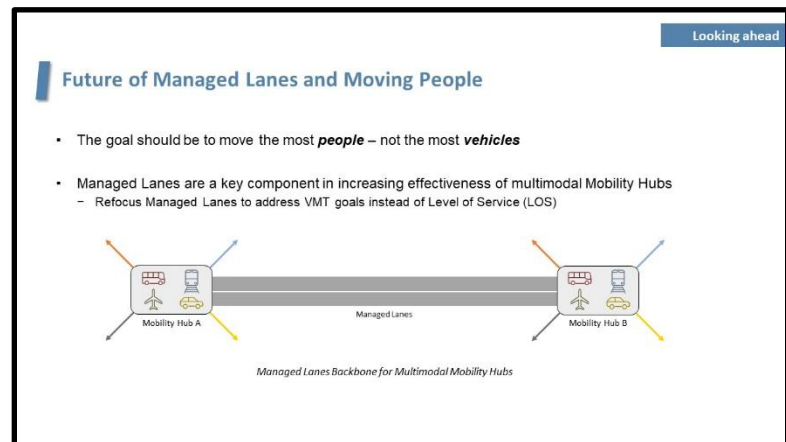 Looking ahead
Future of Managed Lanes and Moving People
▪ The goal should be to move the most people – not the most vehicles
▪ Managed Lanes are a key component in increasing effectiveness of multimodal Mobility Hubs
− Refocus Managed Lanes to address VMT goals instead of Level of Service (LOS)
Managed Lanes
Mobility Hub A
Mobility Hub B
Managed Lanes Backbone for Multimodal Mobility Hubs